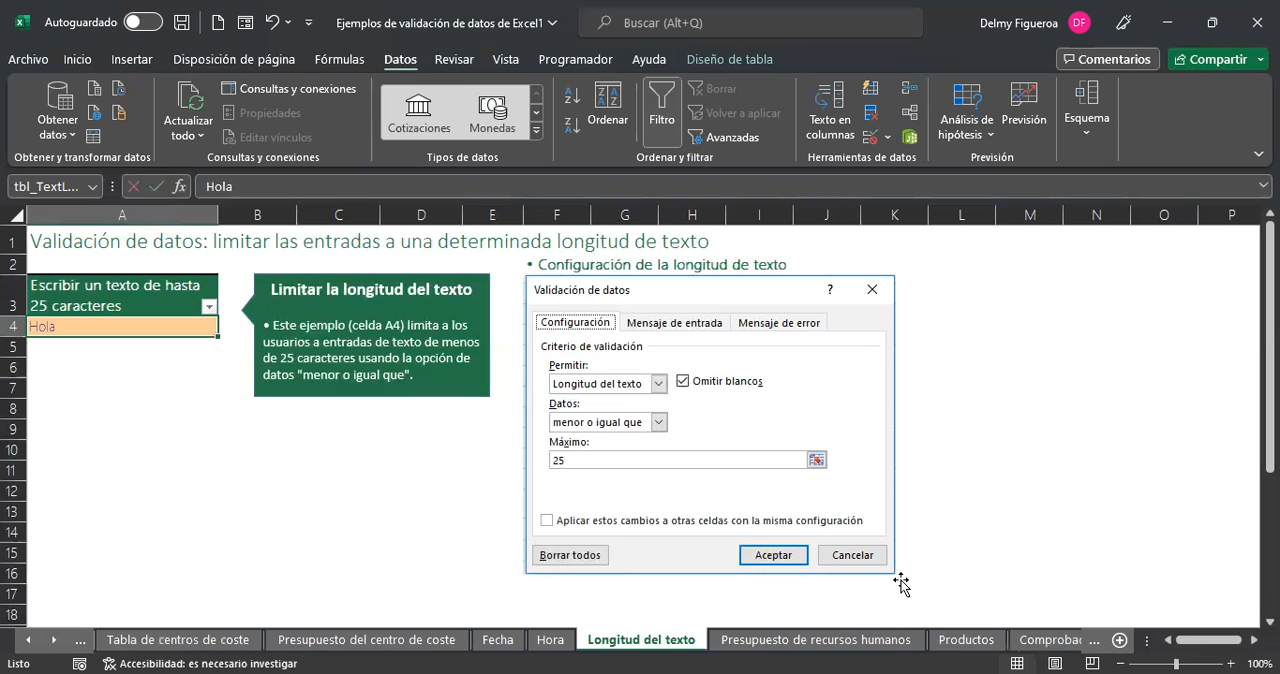 Autoguardado
Ejemplos de validación de datos de Excel1
Buscar (Alt+Q)
Delmy Figueroa
DF
Archivo Inicio Insertar Disposición de página Fórmulas Datos Revisar Vista Programador Ayuda Diseño de tabla
Comentarios
Compartir
Obtener
datos
Obtener y transformar datos
Actualizar
todo
Consultas y conexiones
Propiedades
Editar vínculos
Consultas y conexiones
Cotizaciones
Monedas
Tipos de datos
Ordenar
Filtro
Borrar
Volver a aplicar
Avanzadas
Ordenar y filtrar
Texto en
columnas
Herramientas de datos
Análisis de
hipótesis
Previsión
Previsión
Esquema
tbl_TextL...
fx
Hola
A B C D E F G H I J K L M N O P
1 Validación de datos: limitar las entradas a una determinada longitud de texto
2 • Configuración de la longitud de texto
Escribir un texto de hasta
3 25 caracteres
4 Hola
5
6
7
8
9
10
11
12
13
14
15
16
17
18
Limitar la longitud del texto
• Este ejemplo (celda A4) limita a los
usuarios a entradas de texto de menos
de 25 caracteres usando la opción de
datos "menor o igual que".
Validación de datos
?
Configuración Mensaje de entrada Mensaje de error
Criterio de validación
Permitir:
Longitud del texto
Omitir blancos
Datos:
menor o igual que
Máximo:
25
Aplicar estos cambios a otras celdas con la misma configuración
Borrar todos Aceptar Cancelar
... Tabla de centros de coste Presupuesto del centro de coste Fecha Hora Longitud del texto Presupuesto de recursos humanos Productos Comprobac ...
Listo
Accesibilidad: es necesario investigar
100%